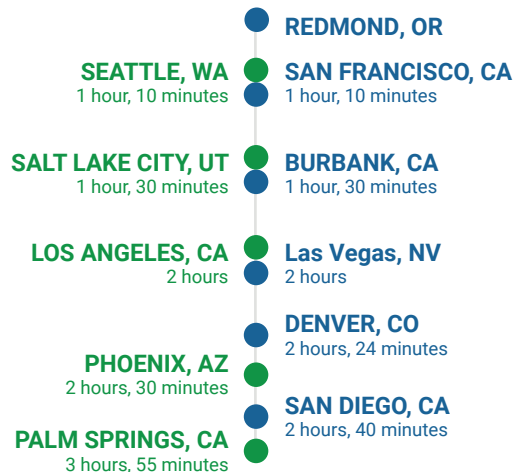 REDMOND, OR
SEATTLE, WA
1 hour, 10 minutes
SAN FRANCISCO, CA
1 hour, 10 minutes
SALT LAKE CITY, UT
1 hour, 30 minutes
BURBANK, CA
1 hour, 30 minutes
LOS ANGELES, CA
2 hours
Las Vegas, NV
2 hours
DENVER, CO
2 hours, 24 minutes
PHOENIX, AZ
2 hours, 30 minutes
SAN DIEGO, CA
2 hours, 40 minutes
PALM SPRINGS, CA
3 hours, 55 minutes